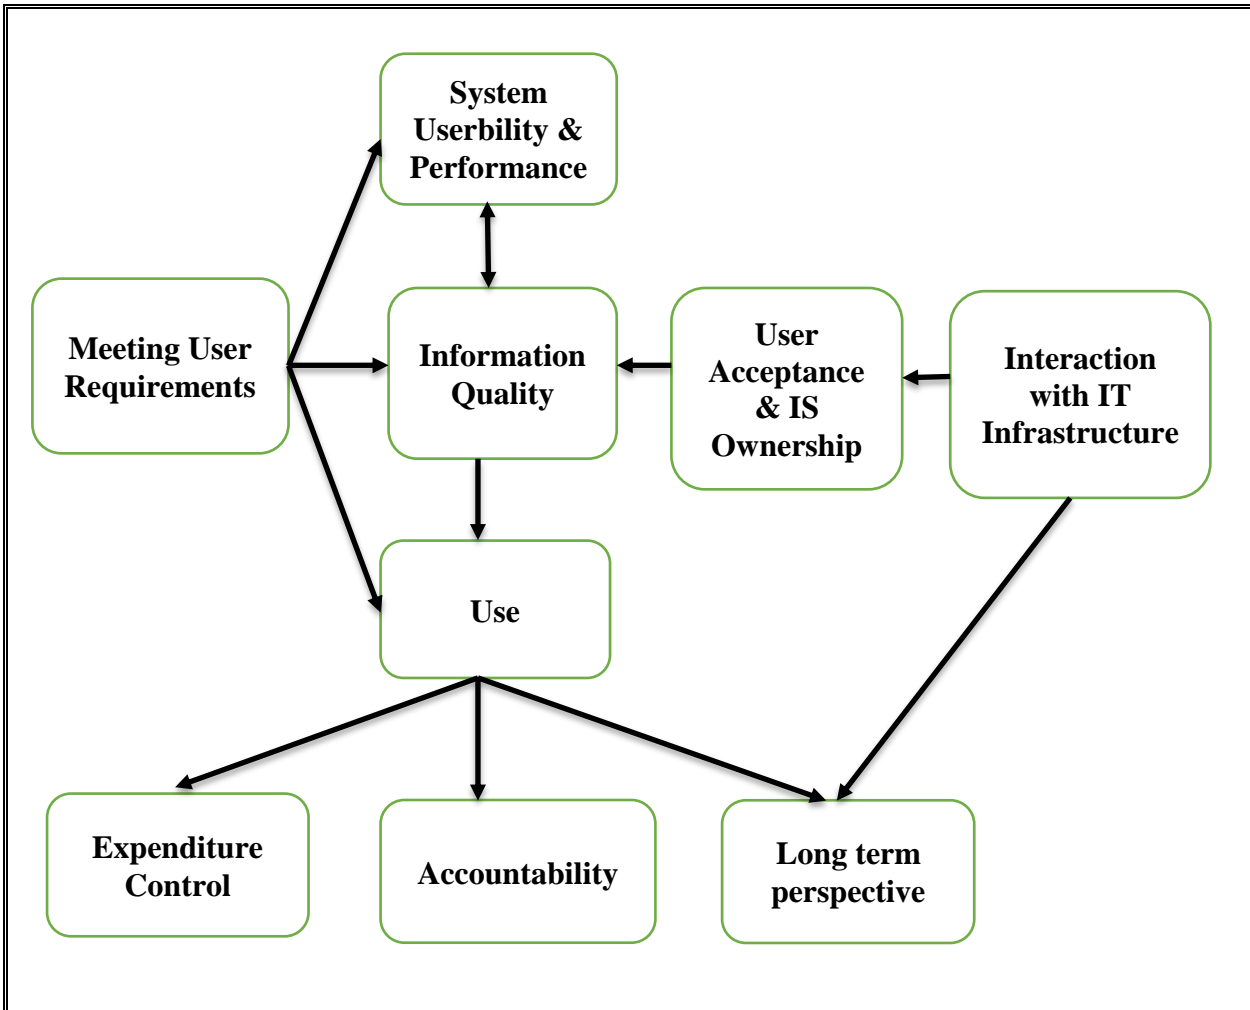 System
Userbility &
Performance
Meeting User
Requirements
Information
Quality
User
Acceptance
& IS
Ownership
Interaction
with IT
Infrastructure
Use
Expenditure
Control
Accountability
Long term
perspective